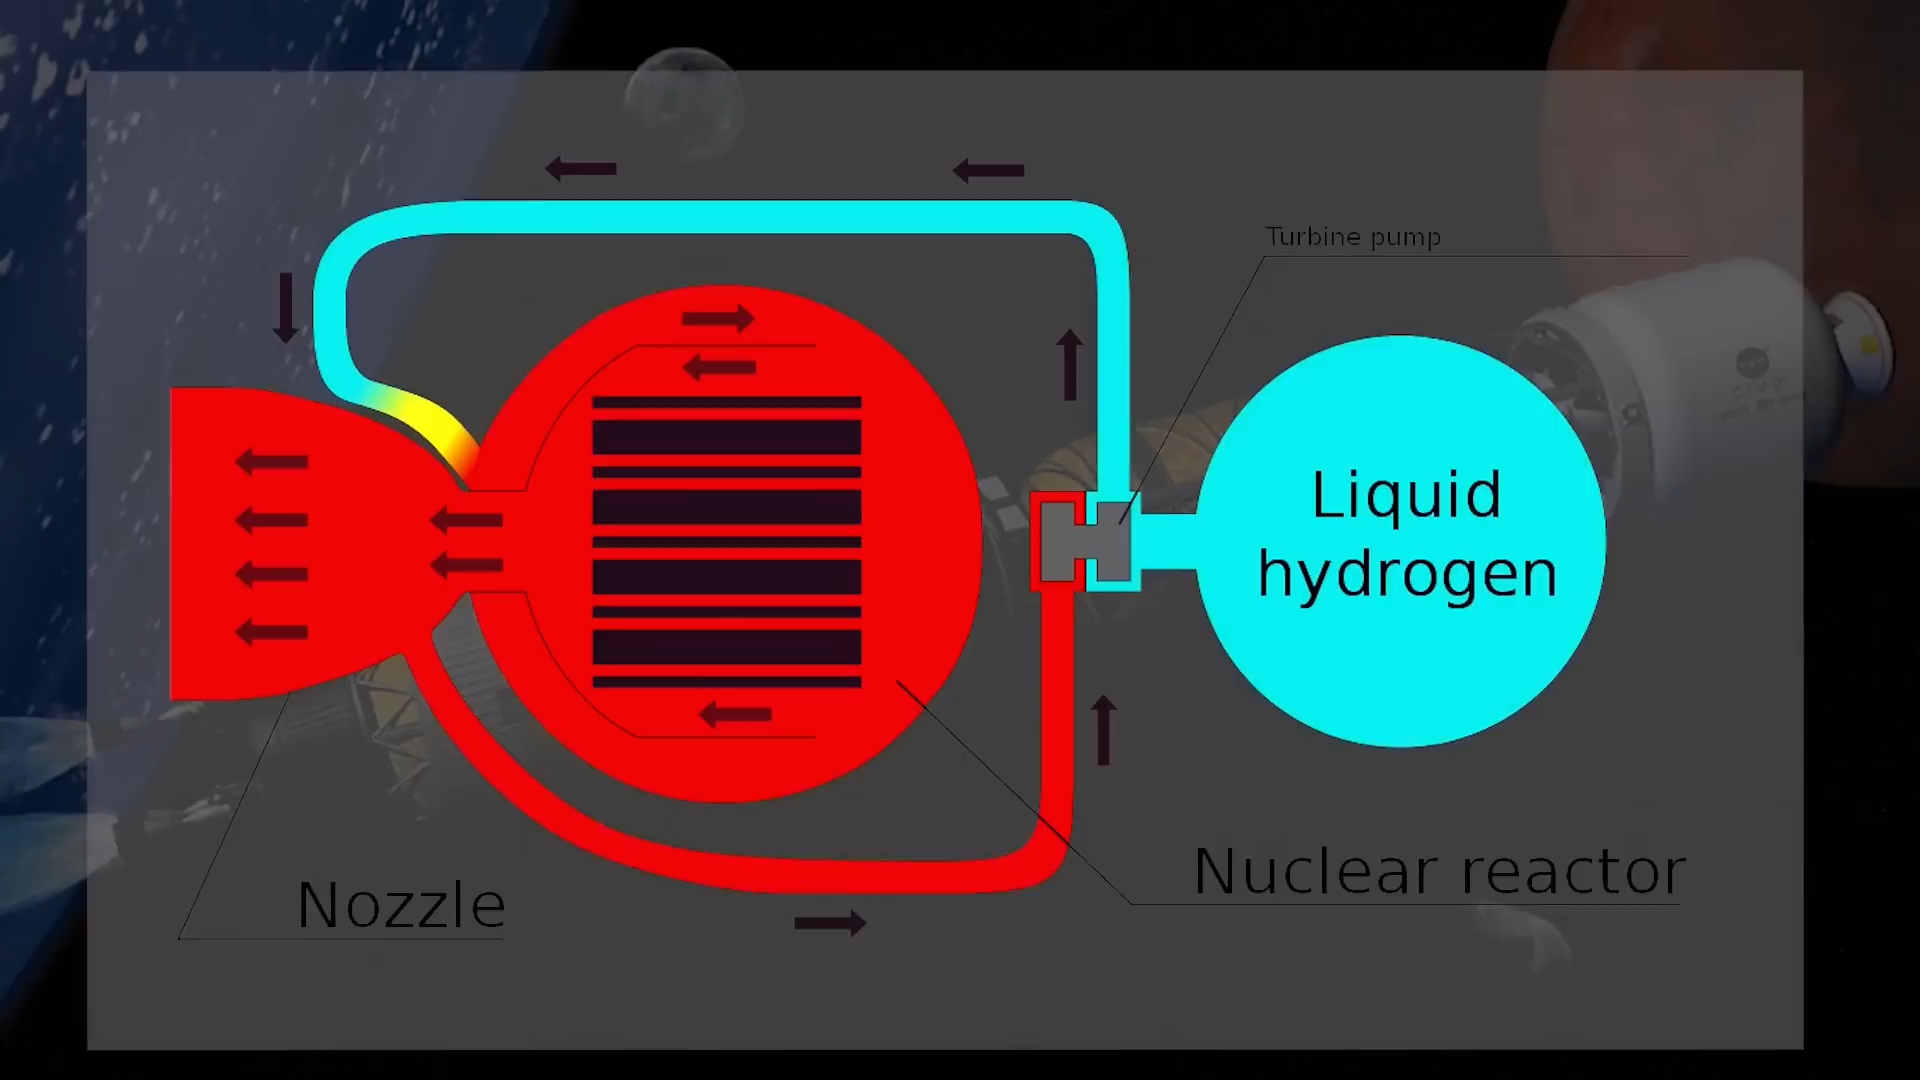 Turbine pump
Liquid
hydrogen
Nuclear reactor
Nozzle